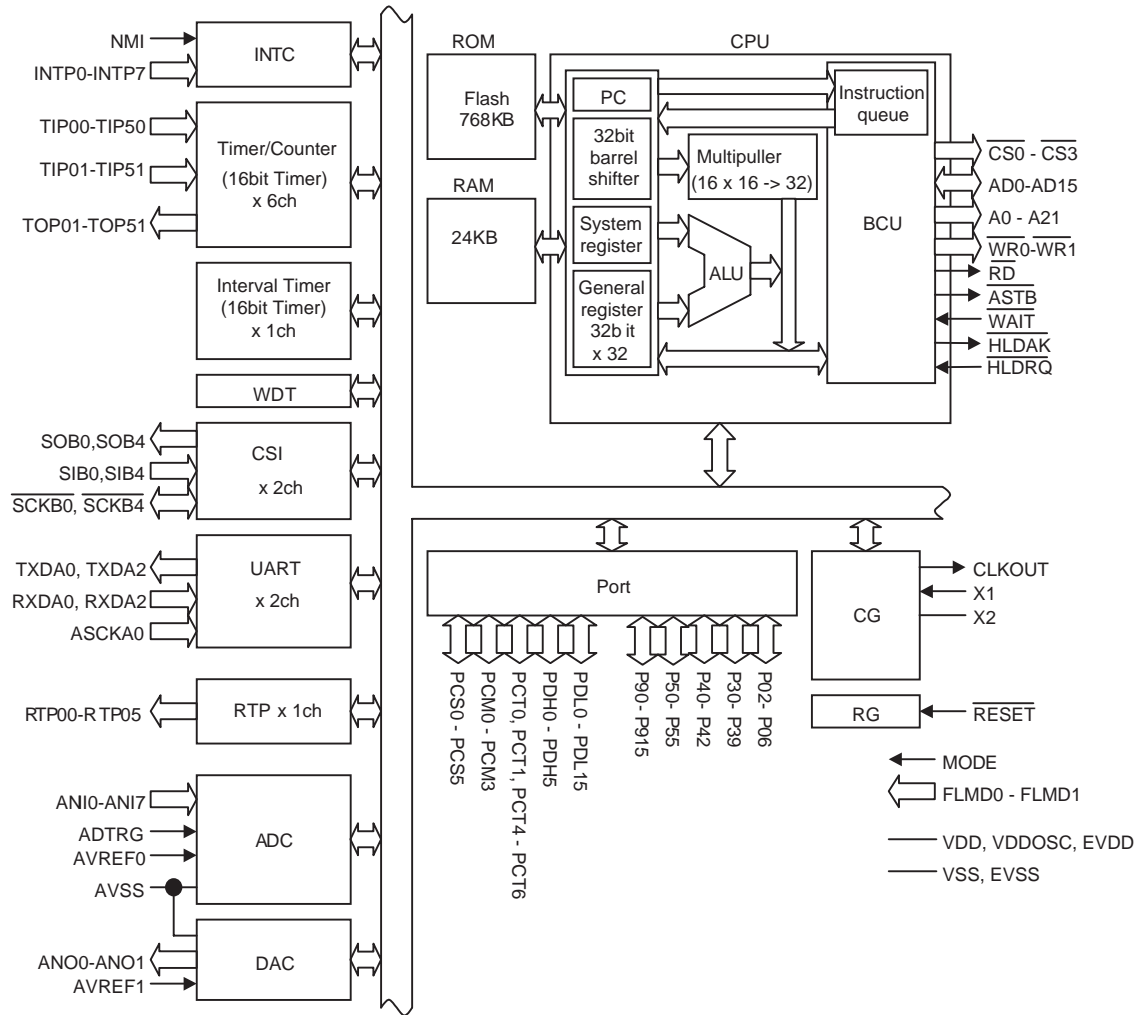 NMI
INTP0-INTP7
INTC
TIP00-TIP50
TIP01-TIP51
TOP01-TOP51
Timer/Counter
(16bit Timer)
x 6ch
Interval Timer
(16bit Timer)
x 1ch
WDT
SOB0,SOB4
SIB0,SIB4
SCKB0, SCKB4
CSI
x 2ch
TXDA0, TXDA2
RXDA0, RXDA2
ASCKA0
UART
x 2ch
RTP00-RTP05
RTP x 1ch
ANI0-ANI7
ADTRG
AVREF0
AVSS
ADC
ANO0-ANO1
AVREF1
DAC
ROM
Flash
768KB
RAM
24KB
CPU
PC
32bit
barrel
shifter
System
register
General
register
32b it
x 32
Multipuller
(16 x 16 -> 32)
ALU
Instruction
queue
BCU
CS0 - CS3
AD0-AD15
A0 - A21
WR0-WR1
RD
ASTB
WAIT
HLDAK
HLDRQ
Port
PCS0 - PCS5
PCM0 - PCM3
PCT0, PCT1, PCT4 - PCT6
PDH0 - PDH5
PDL0 - PDL15
P90- P915
P50- P55
P40- P42
P30- P39
P02- P06
CG
CLKOUT
X1
X2
RG
RESET
MODE
FLMD0 - FLMD1
VDD, VDDOSC, EVDD
VSS, EVSS